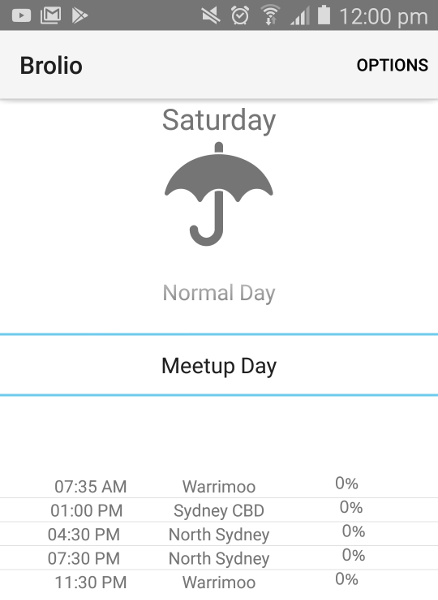 12:00 pm
Brolio OPTIONS
Saturday
Normal Day
Meetup Day
07:35 AM Warrimoo 0%
01:00 PM Sydney CBD 0%
04:30 PM North Sydney 0%
07:30 PM North Sydney 0%
11:30 PM Warrimoo 0%